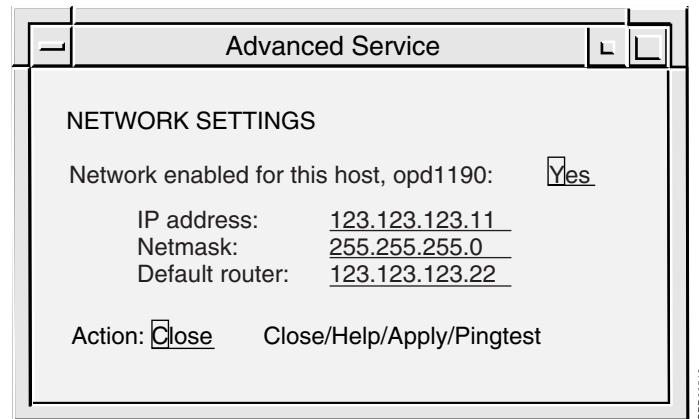 Advanced Service
NETWORK SETTINGS
Network enabled for this host, opd1190: Yes
IP address: 123.123.123.11
Netmask: 255.255.255.0
Default router: 123.123.123.22
Action: Close Close/Help/Apply/Pingtest